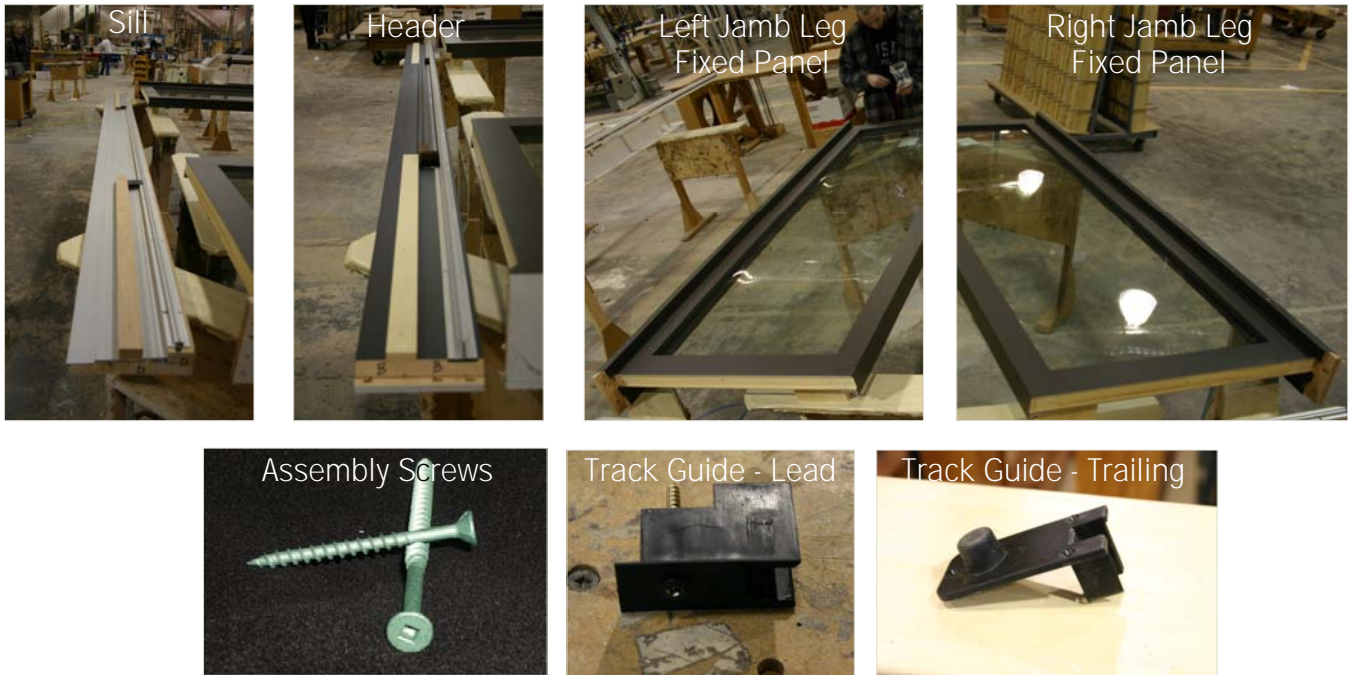 Sill
Header
Left Jamb Leg
Fixed Panel
Right Jamb Leg
Fixed Panel
B
B
Assembly Screws
Track Guide - Lead
Track Guide - Trailing